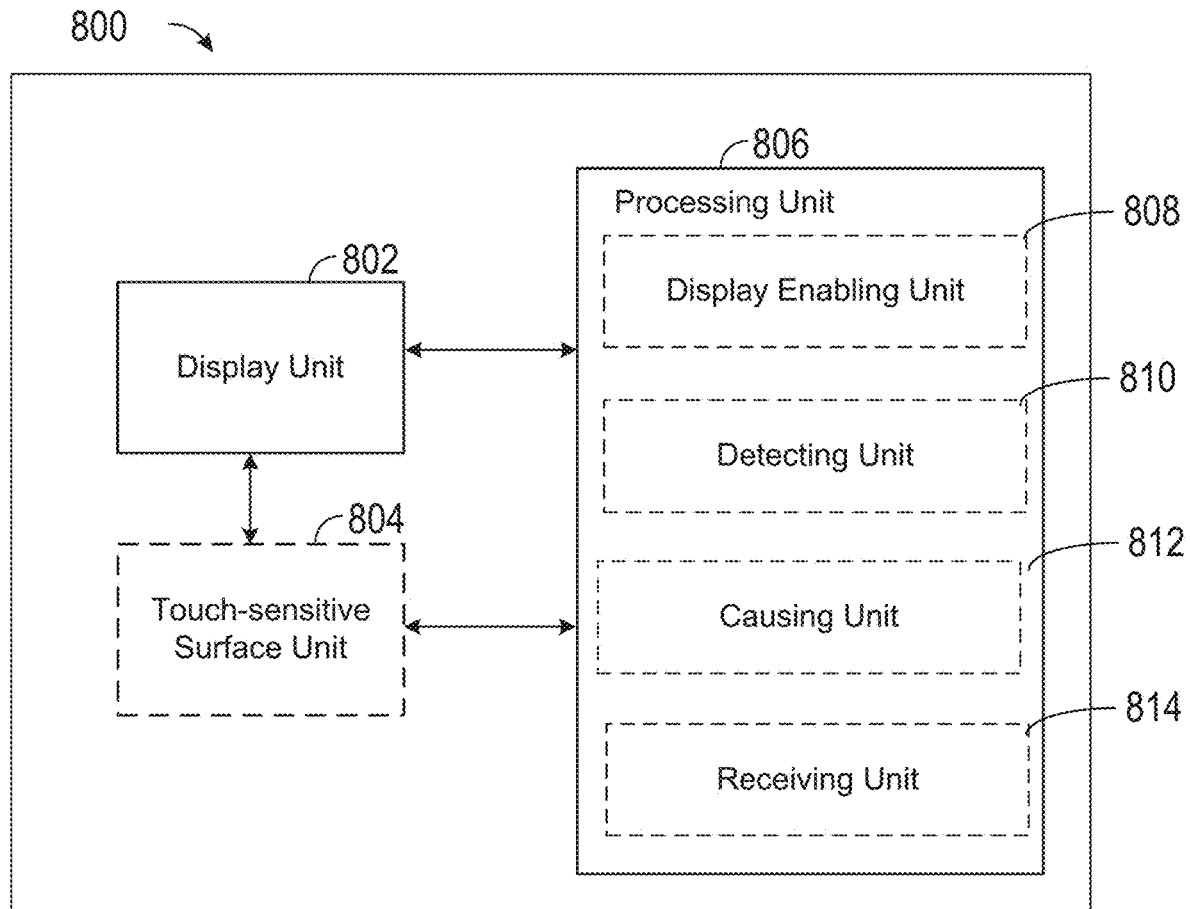 800
806
Processing Unit
808
Display Enabling Unit
802
Display Unit
810
Detecting Unit
804
Touch-sensitive
Surface Unit
812
Causing Unit
814
Receiving Unit